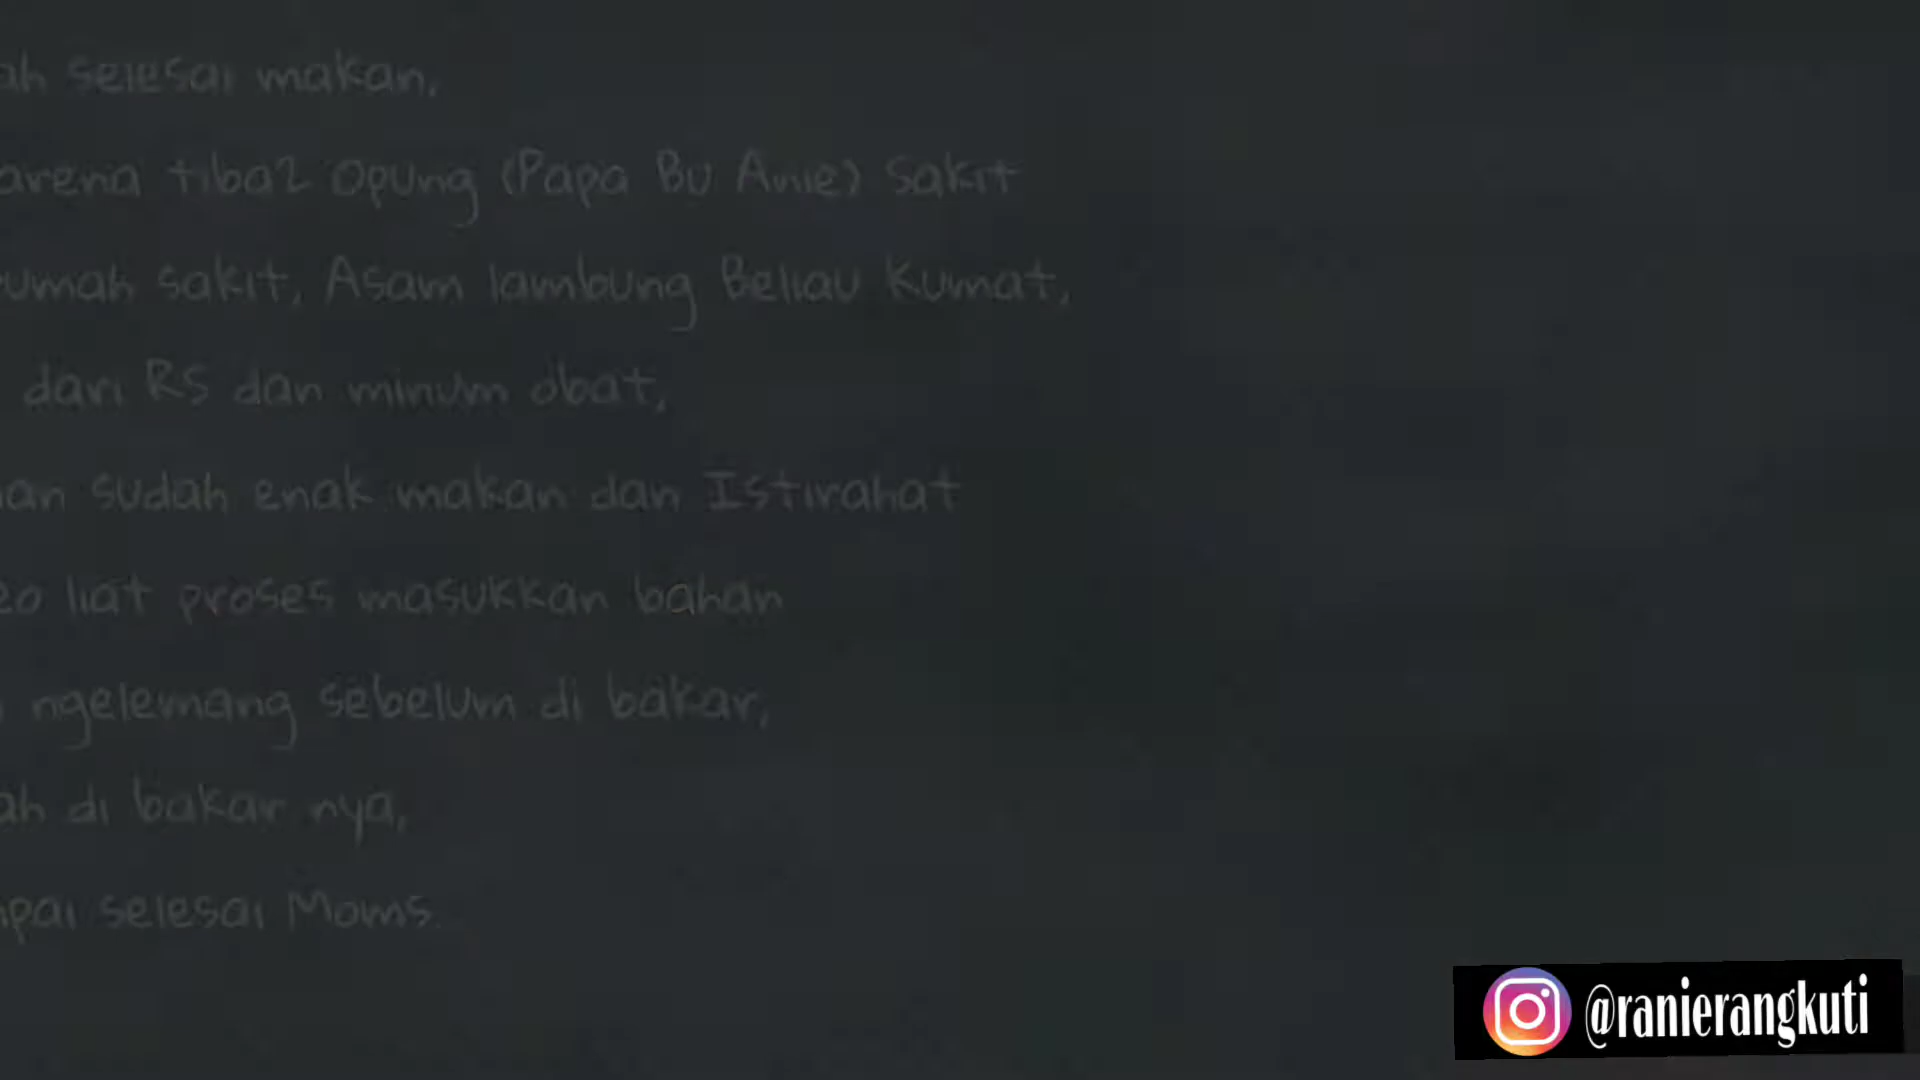 ah selesai makan,
arena tiba2 Opung (Papa Bu Anie) Sakit
rumah sakit, Asam lambung Beliau Kumat,
dari RS dan minum obat,
an sudah enak makan dan Istirahat
eo liat proses masukkan bahan
ngelemang sebelum di bakar,
ah di bakar nya,
pai selesai Moms.
@ranierangkuti